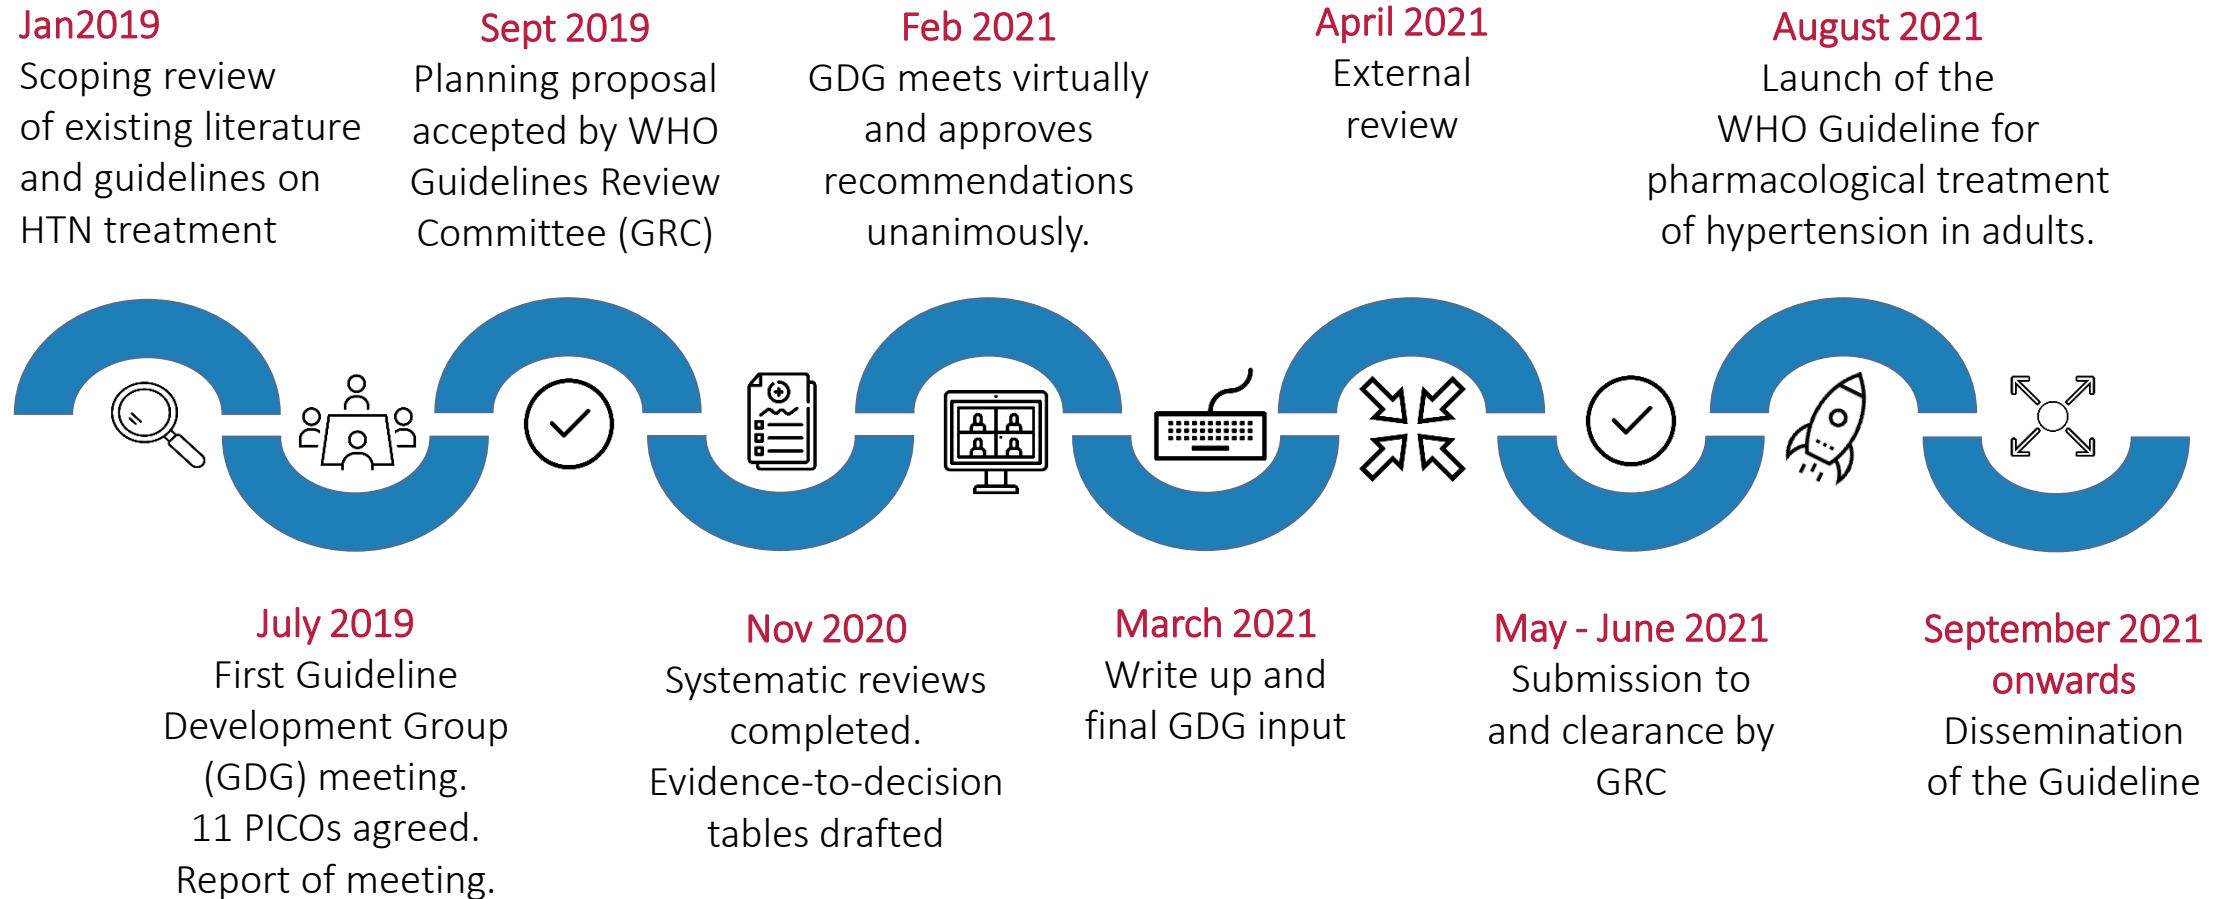 Jan2019
Scoping review
of existing literature
and guidelines on
HTN treatment
Sept 2019
Planning proposal
accepted by WHO
Guidelines Review
Committee (GRC)
Feb 2021
GDG meets virtually
and approves
recommendations
unanimously.
April 2021
External
review
August 2021
Launch of the
WHO Guideline for
pharmacological treatment
of hypertension in adults.
July 2019
First Guideline
Development Group
(GDG) meeting.
11 PICOs agreed.
Report of meeting.
Nov 2020
Systematic reviews
completed.
Evidence-to-decision
tables drafted
March 2021
Write up and
final GDG input
May - June 2021
Submission to
and clearance by
GRC
September 2021
onwards
Dissemination
of the Guideline